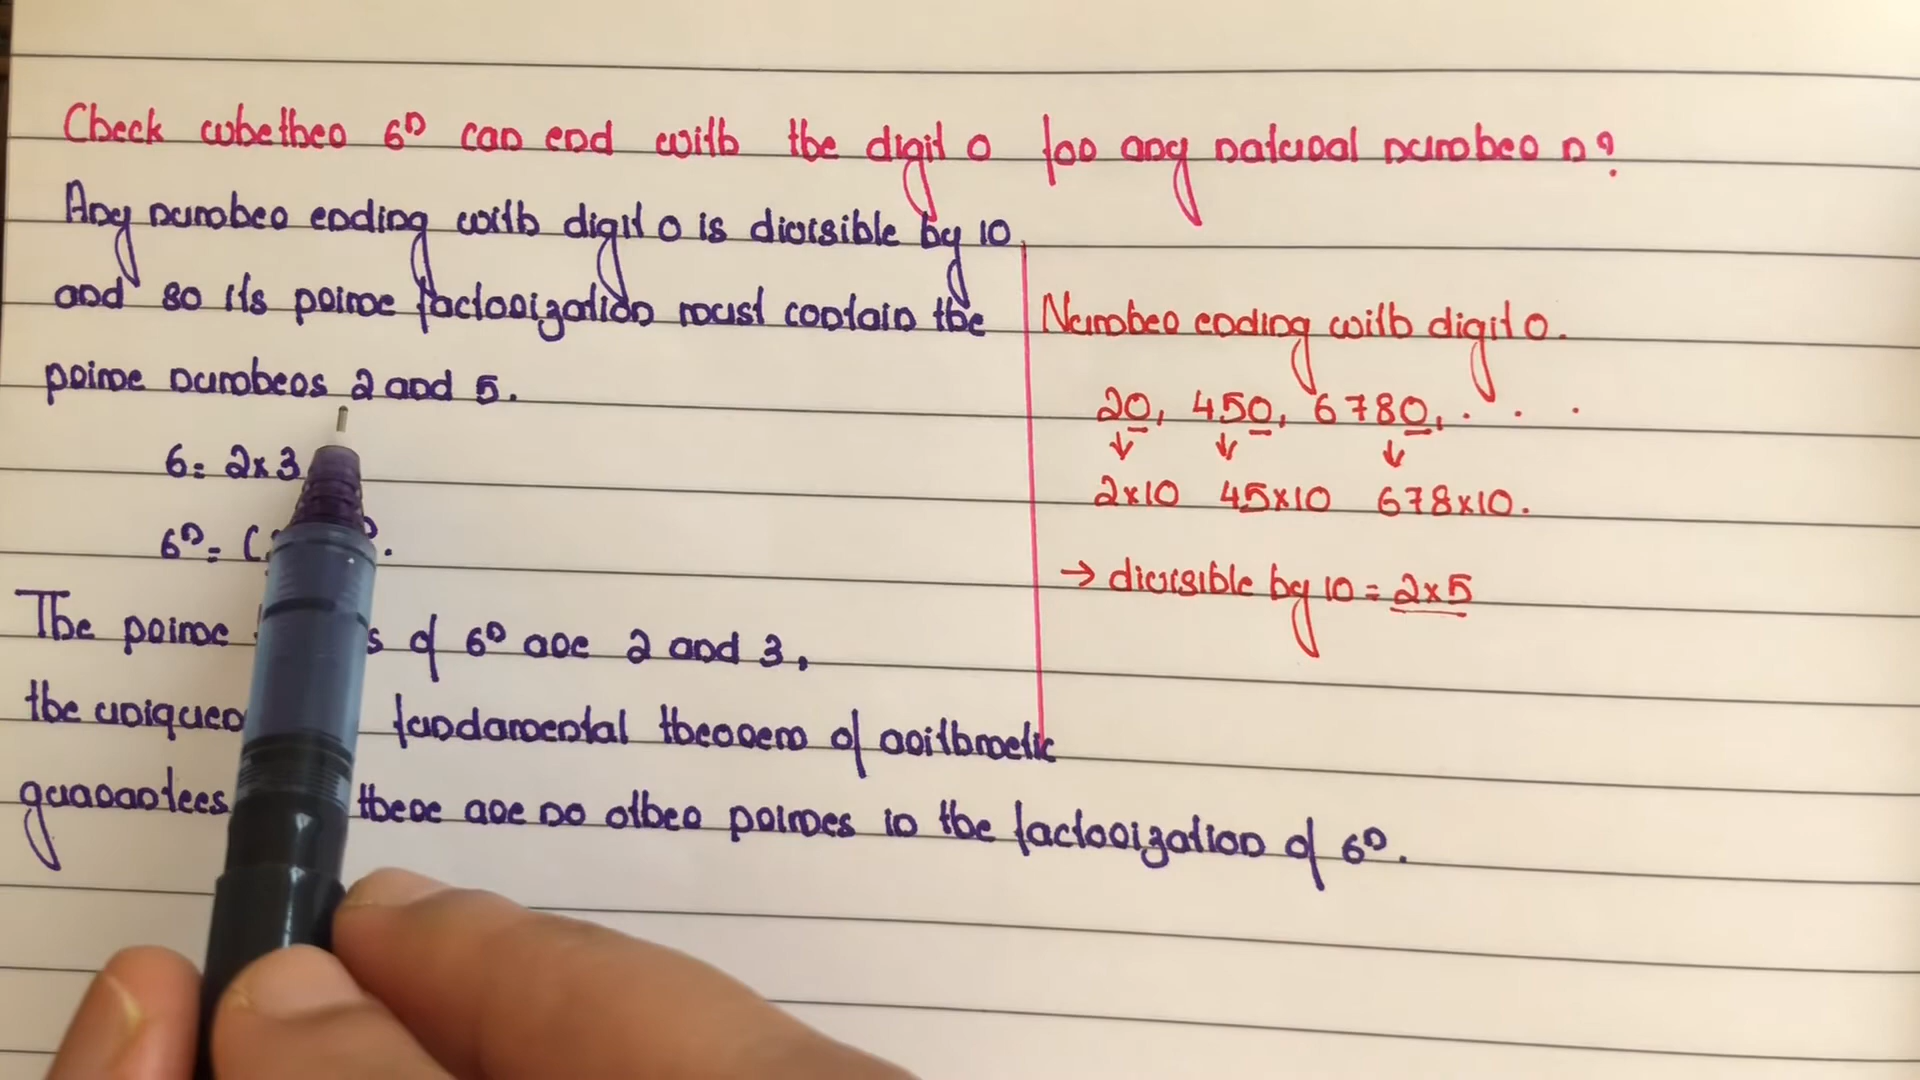 Check whether 6ⁿ can end with the digit 0 for any natural number n?
Any number ending with digit 0 is divisible by 10,
and so its prime factorization must contain the
prime numbers 2 and 5.
6 = 2×3
6ⁿ = (
The prime of 6ⁿ are 2 and 3,
the fundamental theorem of arithmetic
guarantees there are no other primes in the factorization of 6ⁿ.
Number ending with digit 0.
20, 450, 6780, . . .
↓ ↓ ↓
2×10 45×10 678×10.
→ divisible by 10 = 2×5